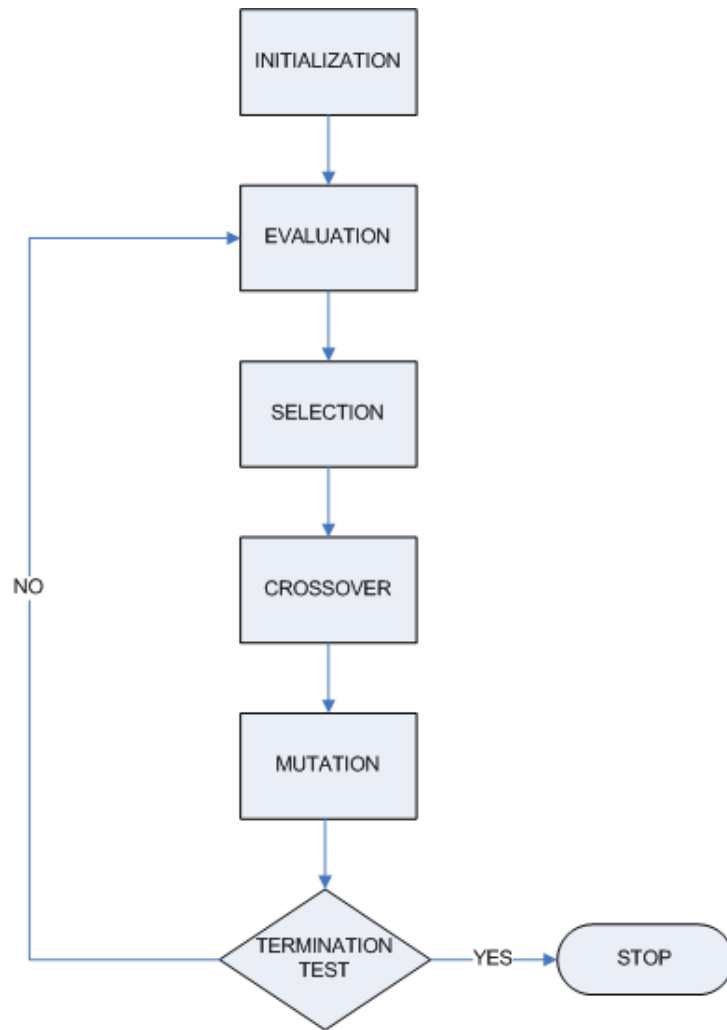 INITIALIZATION
EVALUATION
SELECTION
NO
CROSSOVER
MUTATION
TERMINATION
TEST
YES
STOP